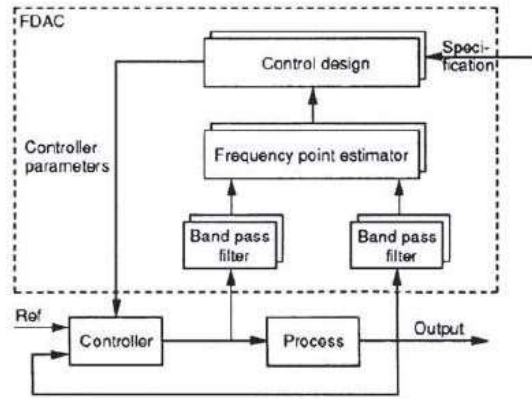 FDAC
Control design
Speci-
fication
Controller
parameters
Frequency point estimator
Band pass
filter
Band pass
filter
Ref
Controller
Process
Output